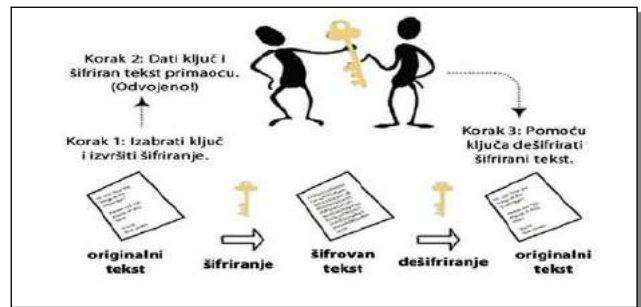 Korak 2: Dati ključ i
šifriran tekst primaocu.
(Odvojeno!)
Korak 1: Izabrati ključ
i izvršiti šifriranje.
Korak 3: Pomoću
ključa dešifrirati
šifrirani tekst.
originalni
tekst
šifriranje
šifrovan
tekst
dešifriranje
originalni
tekst